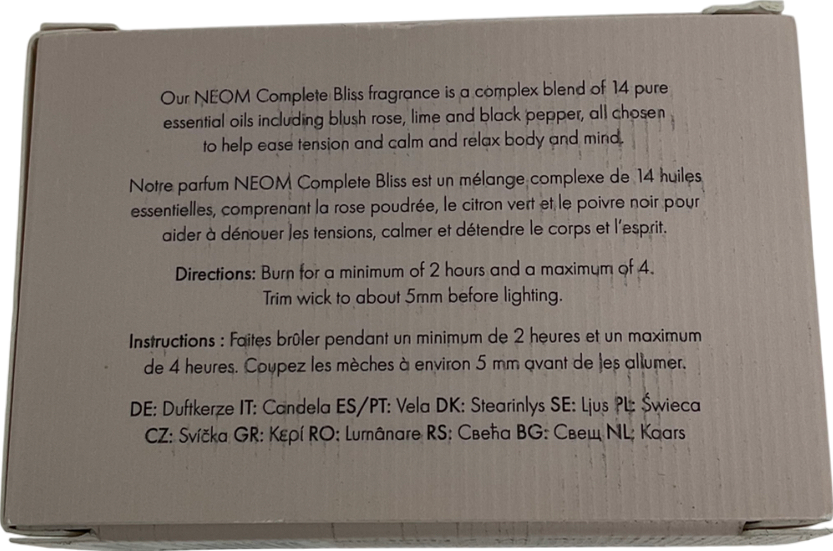 Our NEOM Complete Bliss fragrance is a complex blend of 14 pure
essential oils including blush rose, lime and black pepper, all chosen
to help ease tension and calm and relax body and mind.
Notre parfum NEOM Complete Bliss est un mélange complexe de 14 huiles
essentielles, comprenant la rose poudrée, le citron vert et le poivre noir pour
aider à dénouer les tensions, calmer et détendre le corps et l'esprit.
Directions: Burn for a minimum of 2 hours and a maximum of 4.
Trim wick to about 5mm before lighting.
Instructions : Faites brûler pendant un minimum de 2 heures et un maximum
de 4 heures. Coupez les mèches à environ 5 mm avant de les allumer.
DE: Duftkerze IT: Candela ES/PT: Vela DK: Stearinlys SE: Ljus PL: Świeca
CZ: Svíčka GR: Κερί RO: Lumânare RS: Свећа BG: Свещ NL: Kaars